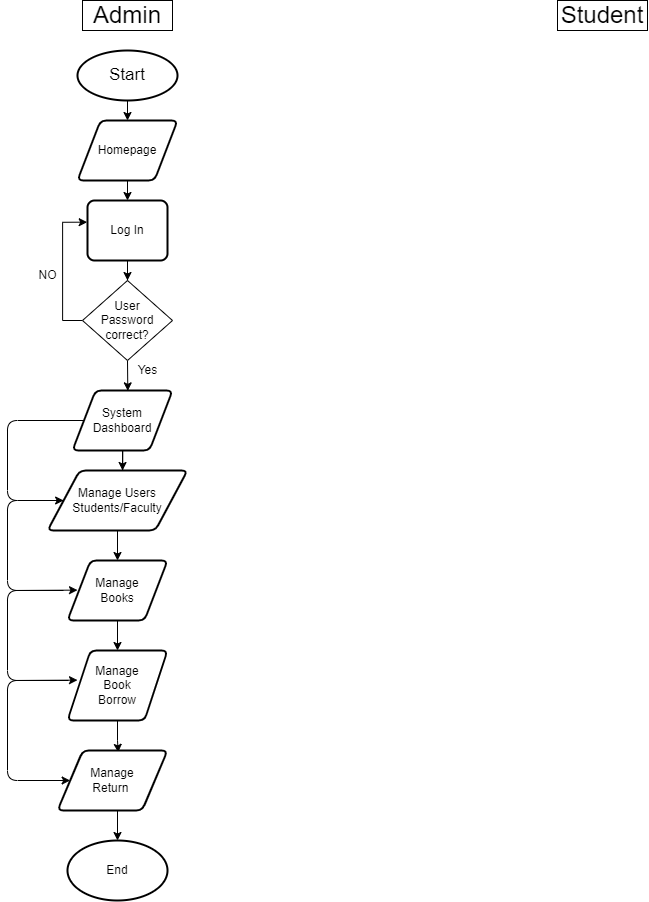 Admin
Student
Start
Homepage
Log In
NO
User
Password
correct?
Yes
System
Dashboard
Manage Users
Students/Faculty
Manage
Books
Manage
Book
Borrow
Manage
Return
End